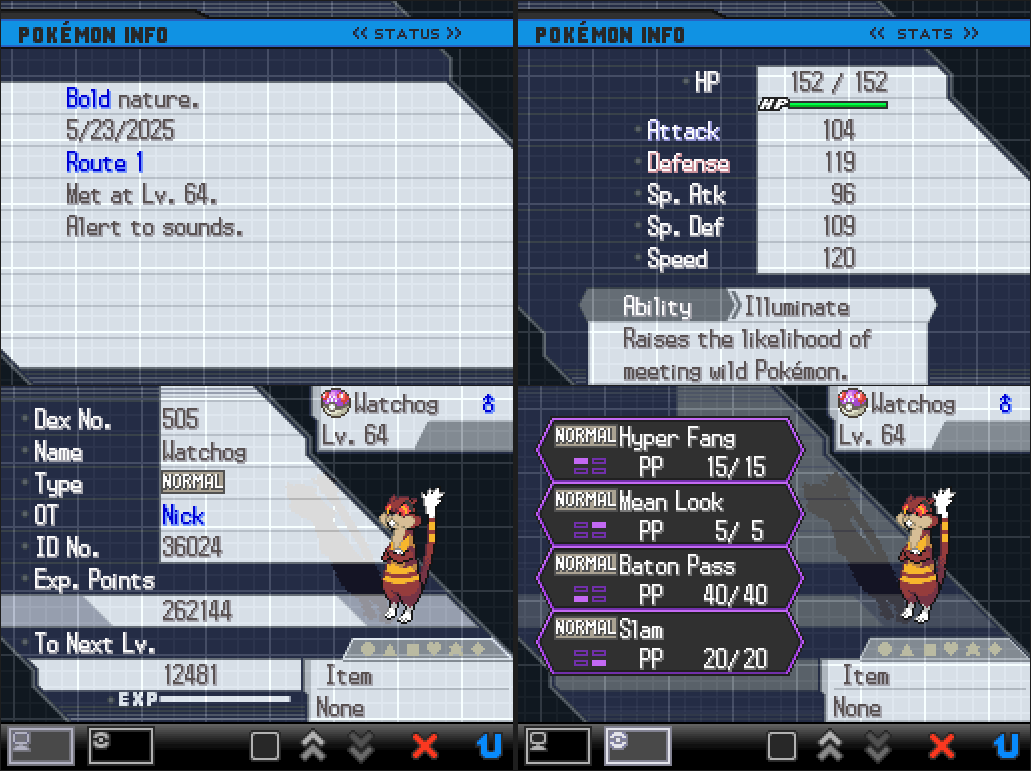 POKÉMON INFO
<< STATUS >>
Bold nature.
5/23/2025
Route 1
Met at Lv. 64.
Alert to sounds.
Watchog ♂
Lv. 64
Dex No. 505
Name Watchog
Type NORMAL
OT Nick
ID No. 36024
Exp. Points
262144
To Next Lv.
12481
EXP
Item
None
POKÉMON INFO
<< STATS >>
HP 152 / 152
HP
Attack 104
Defense 119
Sp. Atk 96
Sp. Def 109
Speed 120
Ability Illuminate
Raises the likelihood of
meeting wild Pokémon.
Watchog ♂
Lv. 64
NORMAL Hyper Fang
PP 15/15
NORMAL Mean Look
PP 5/ 5
NORMAL Baton Pass
PP 40/40
NORMAL Slam
PP 20/20
Item
None